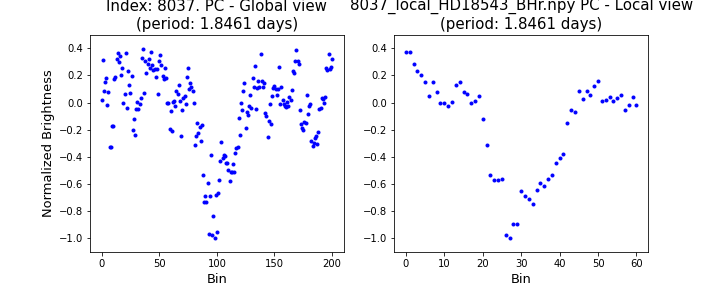 Index: 8037. PC - Global view
(period: 1.8461 days)
8037_local_HD18543_BHr.npy PC - Local view
(period: 1.8461 days)
Normalized Brightness
0.4
0.2
0.0
−0.2
−0.4
−0.6
−0.8
−1.0
0 50 100 150 200
Bin
0.4
0.2
0.0
−0.2
−0.4
−0.6
−0.8
−1.0
0 10 20 30 40 50 60
Bin